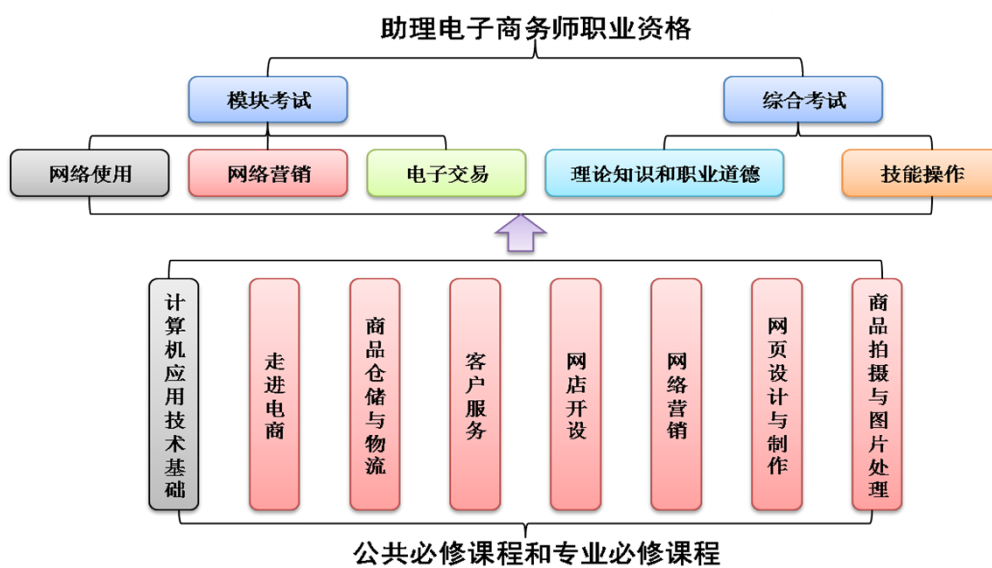 助理电子商务师职业资格
模块考试
综合考试
网络使用
网络营销
电子交易
理论知识和职业道德
技能操作
计算机应用技术基础
走进电商
商品仓储与物流
客户服务
网店开设
网络营销
网页设计与制作
商品拍摄与图片处理
公共必修课程和专业必修课程